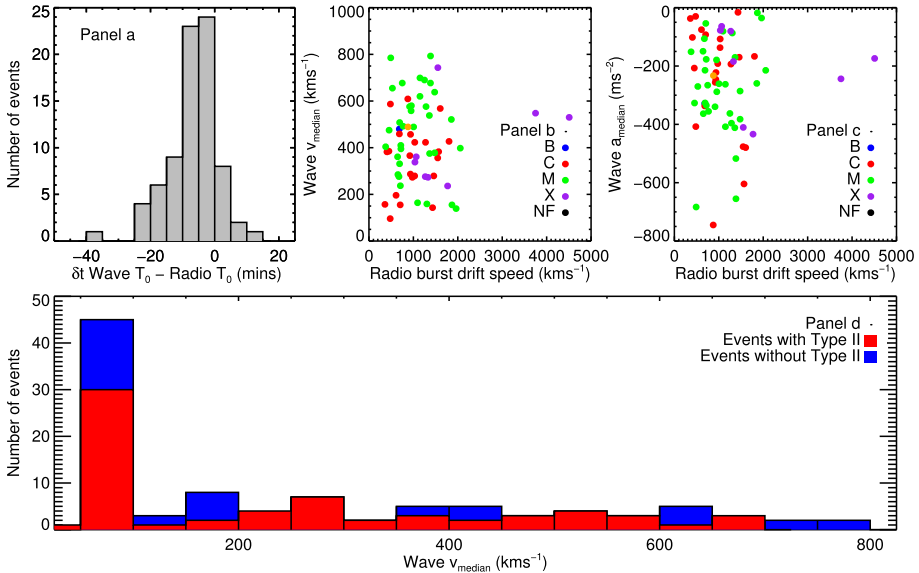 Panel a
Number of events
0
5
10
15
20
25
−40
−20
0
20
δt Wave T₀ − Radio T₀ (mins)
Panel b
B
C
M
X
NF
Wave v_median (kms⁻¹)
0
200
400
600
800
1000
0
1000
2000
3000
4000
5000
Radio burst drift speed (kms⁻¹)
Panel c
B
C
M
X
NF
Wave a_median (ms⁻²)
0
−200
−400
−600
−800
0
1000
2000
3000
4000
5000
Radio burst drift speed (kms⁻¹)
Panel d
Events with Type II
Events without Type II
Number of events
0
10
20
30
40
50
200
400
600
800
Wave v_median (kms⁻¹)